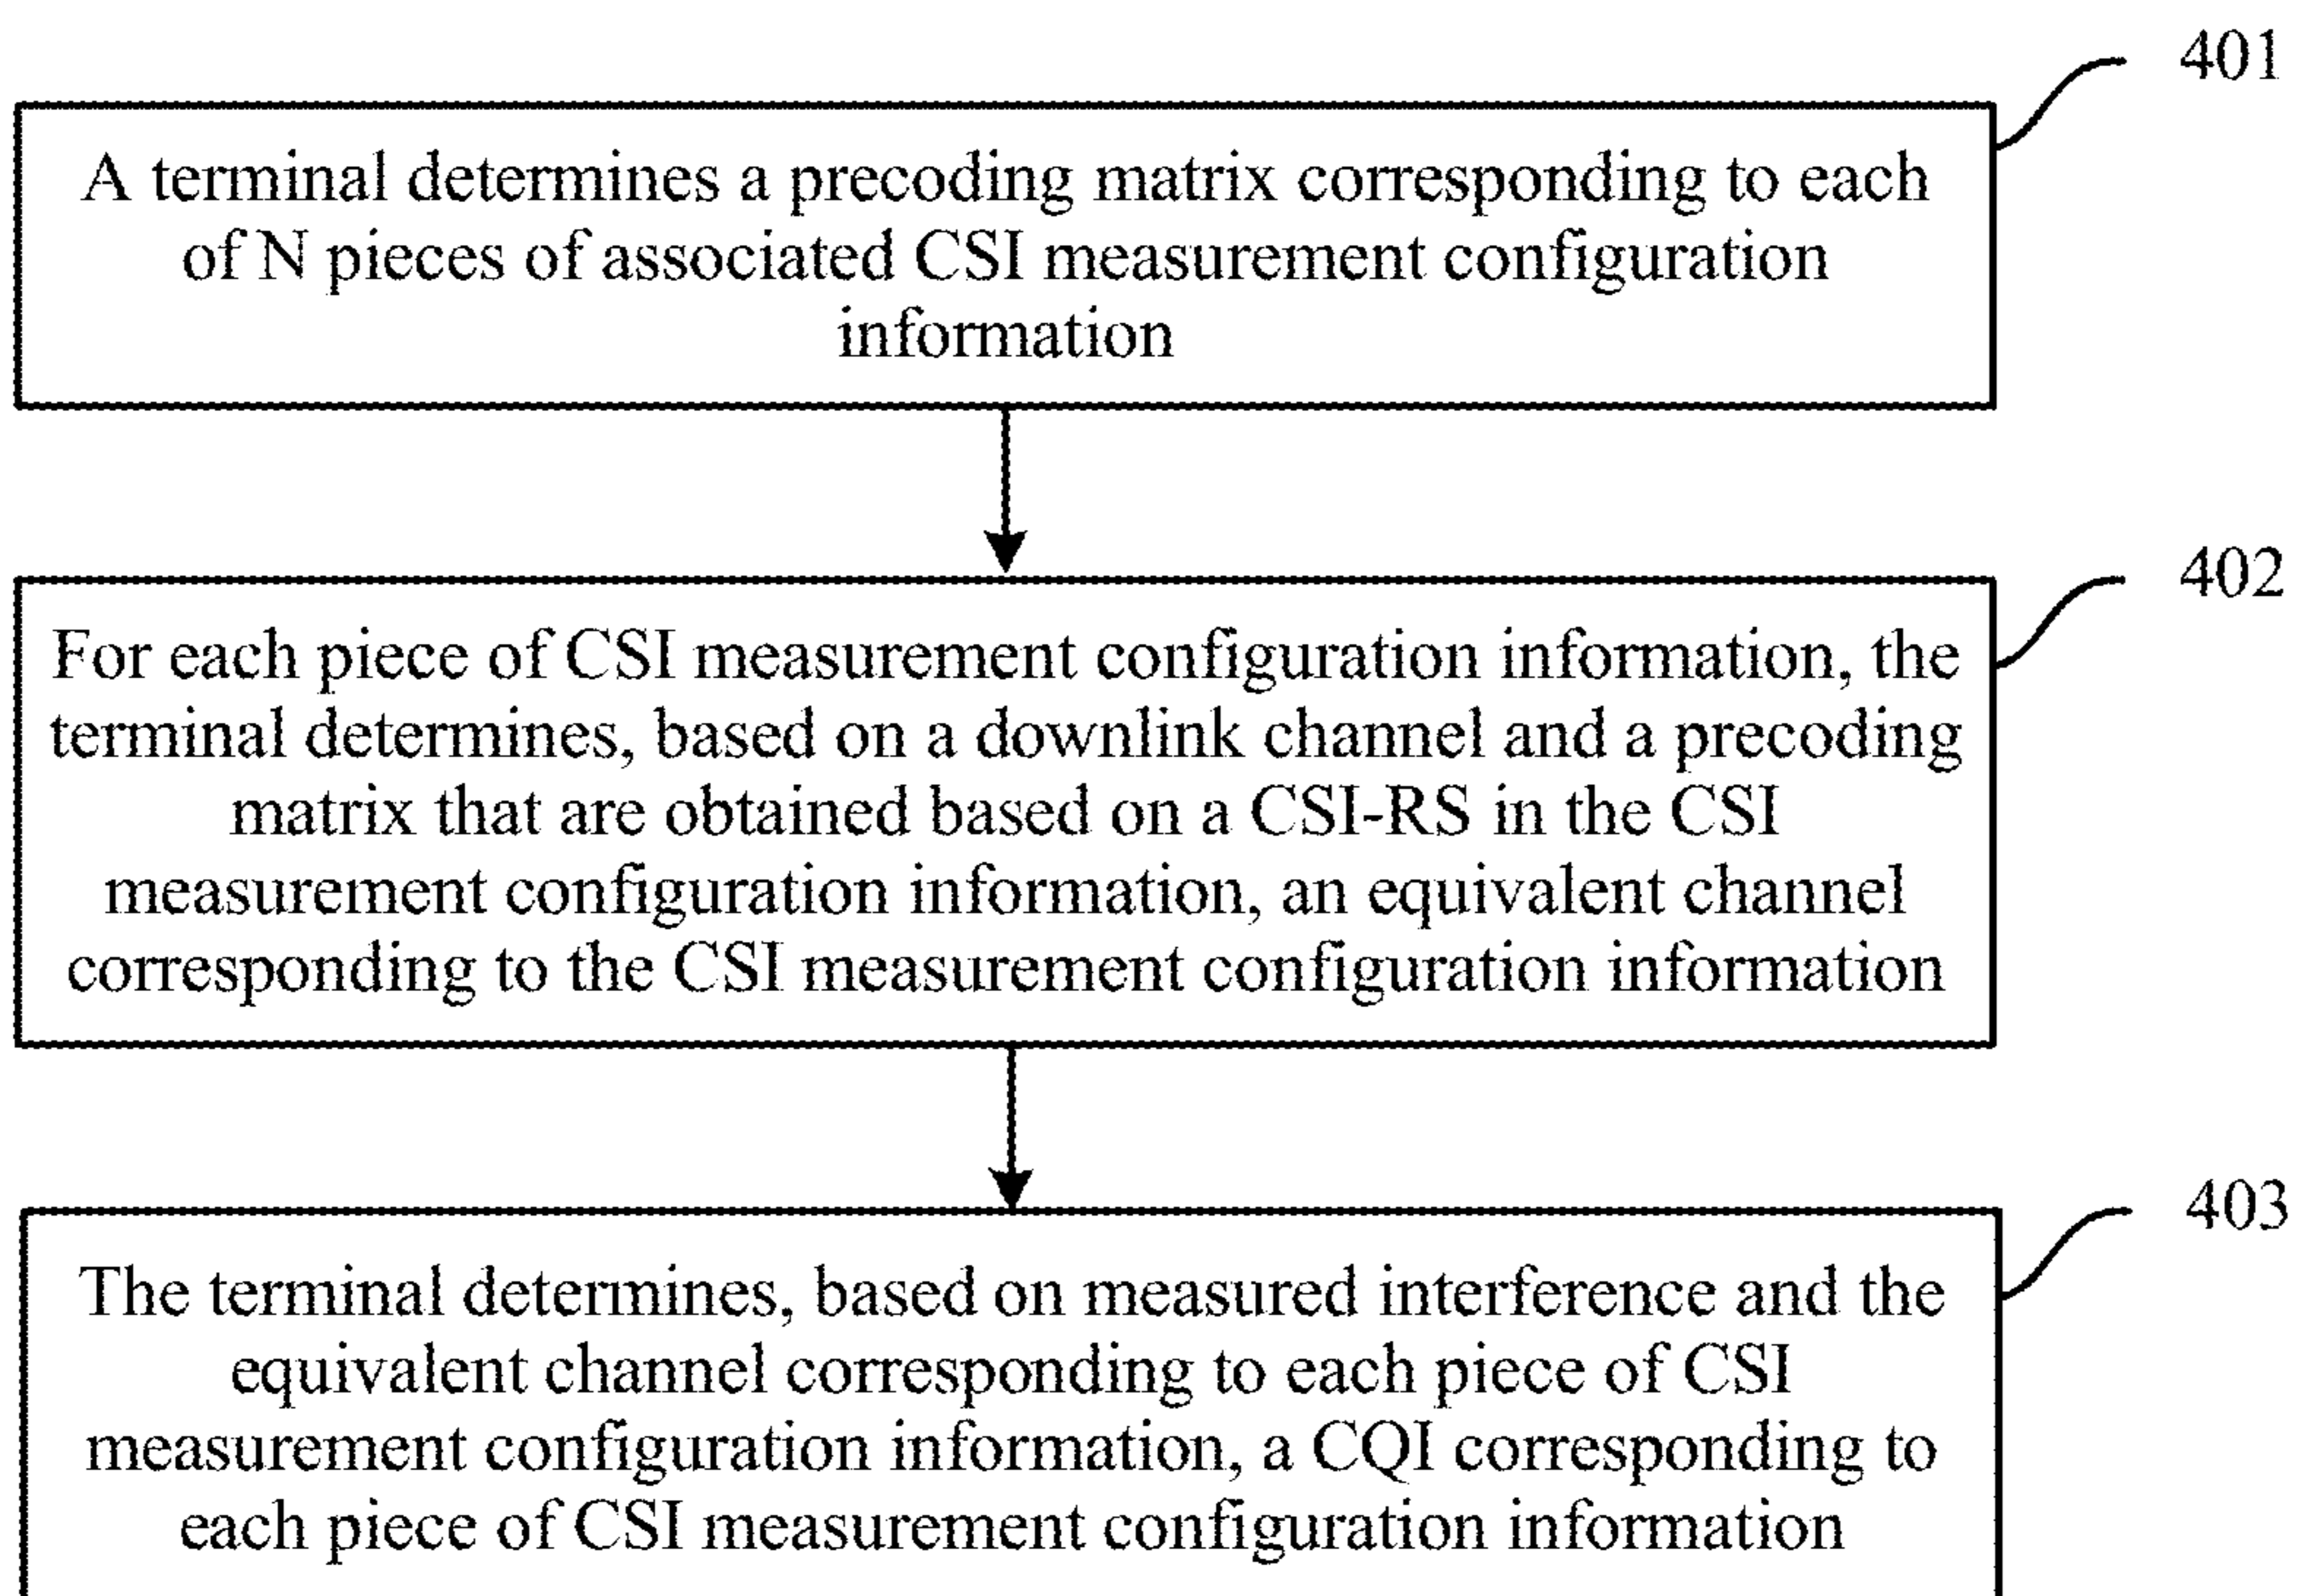 401
A terminal determines a precoding matrix corresponding to each
of N pieces of associated CSI measurement configuration
information
402
For each piece of CSI measurement configuration information, the
terminal determines, based on a downlink channel and a precoding
matrix that are obtained based on a CSI-RS in the CSI
measurement configuration information, an equivalent channel
corresponding to the CSI measurement configuration information
403
The terminal determines, based on measured interference and the
equivalent channel corresponding to each piece of CSI
measurement configuration information, a CQI corresponding to
each piece of CSI measurement configuration information